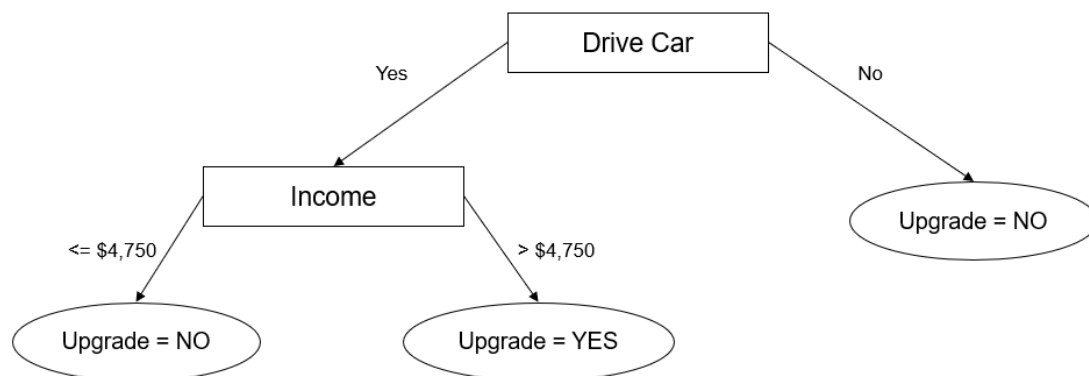 Drive Car
Yes
No
Income
Upgrade = NO
<= $4,750
> $4,750
Upgrade = NO
Upgrade = YES